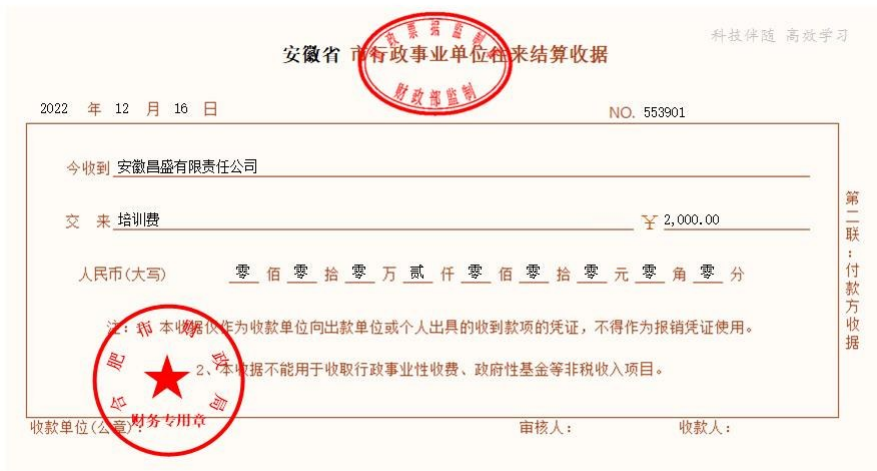 科技伴随 高效学习
安徽省 市行政事业单位往来结算收据
财政部监制
2022 年 12 月 16 日
NO. 553901
今收到 安徽昌盛有限责任公司
交 来 培训费 ￥ 2,000.00
人民币(大写) 零 佰 零 拾 零 万 贰 仟 零 佰 零 拾 零 元 零 角 零 分
注:1、本收据仅作为收款单位向出款单位或个人出具的收到款项的凭证，不得作为报销凭证使用。
2、本收据不能用于收取行政事业性收费、政府性基金等非税收入项目。
合肥市财政局
财务专用章
收款单位(公章): 审核人: 收款人:
第二联:付款方收据